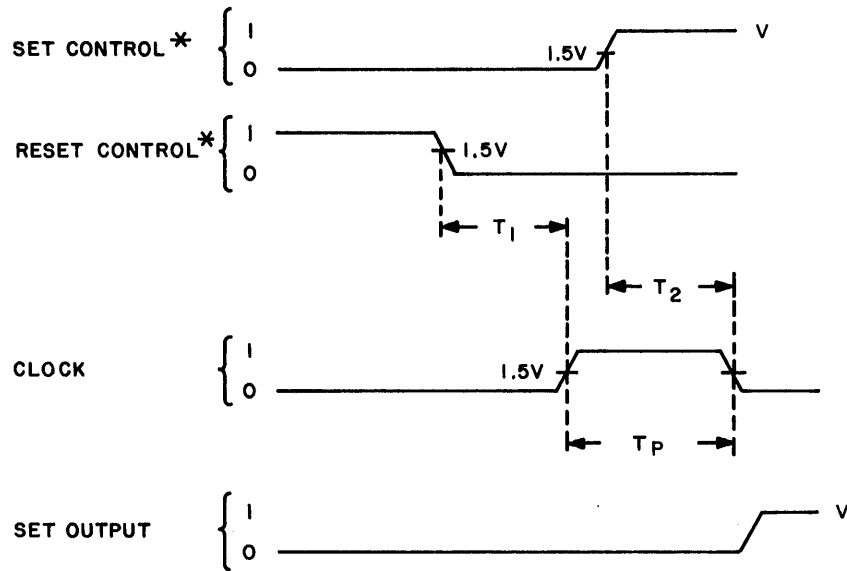 SET CONTROL*
1
0
1.5V
V
RESET CONTROL*
1
0
1.5V
T1
T2
CLOCK
1
0
1.5V
TP
SET OUTPUT
1
0
V